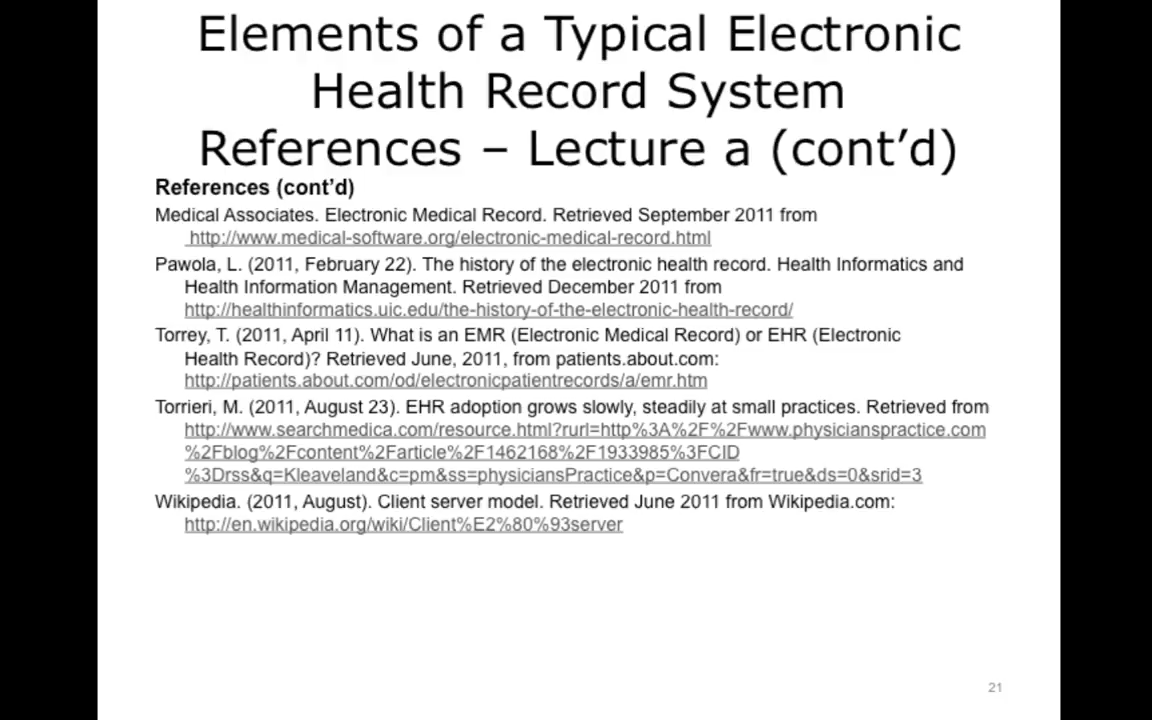 Elements of a Typical Electronic
Health Record System
References – Lecture a (cont’d)
References (cont’d)
Medical Associates. Electronic Medical Record. Retrieved September 2011 from
http://www.medical-software.org/electronic-medical-record.html
Pawola, L. (2011, February 22). The history of the electronic health record. Health Informatics and
Health Information Management. Retrieved December 2011 from
http://healthinformatics.uic.edu/the-history-of-the-electronic-health-record/
Torrey, T. (2011, April 11). What is an EMR (Electronic Medical Record) or EHR (Electronic
Health Record)? Retrieved June, 2011, from patients.about.com:
http://patients.about.com/od/electronicpatientrecords/a/emr.htm
Torrieri, M. (2011, August 23). EHR adoption grows slowly, steadily at small practices. Retrieved from
http://www.searchmedica.com/resource.html?rurl=http%3A%2F%2Fwww.physicianspractice.com
%2Fblog%2Fcontent%2Farticle%2F1462168%2F1933985%3FCID
%3Drss&q=Kleaveland&c=pm&ss=physiciansPractice&p=Convera&fr=true&ds=0&srid=3
Wikipedia. (2011, August). Client server model. Retrieved June 2011 from Wikipedia.com:
http://en.wikipedia.org/wiki/Client%E2%80%93server
21